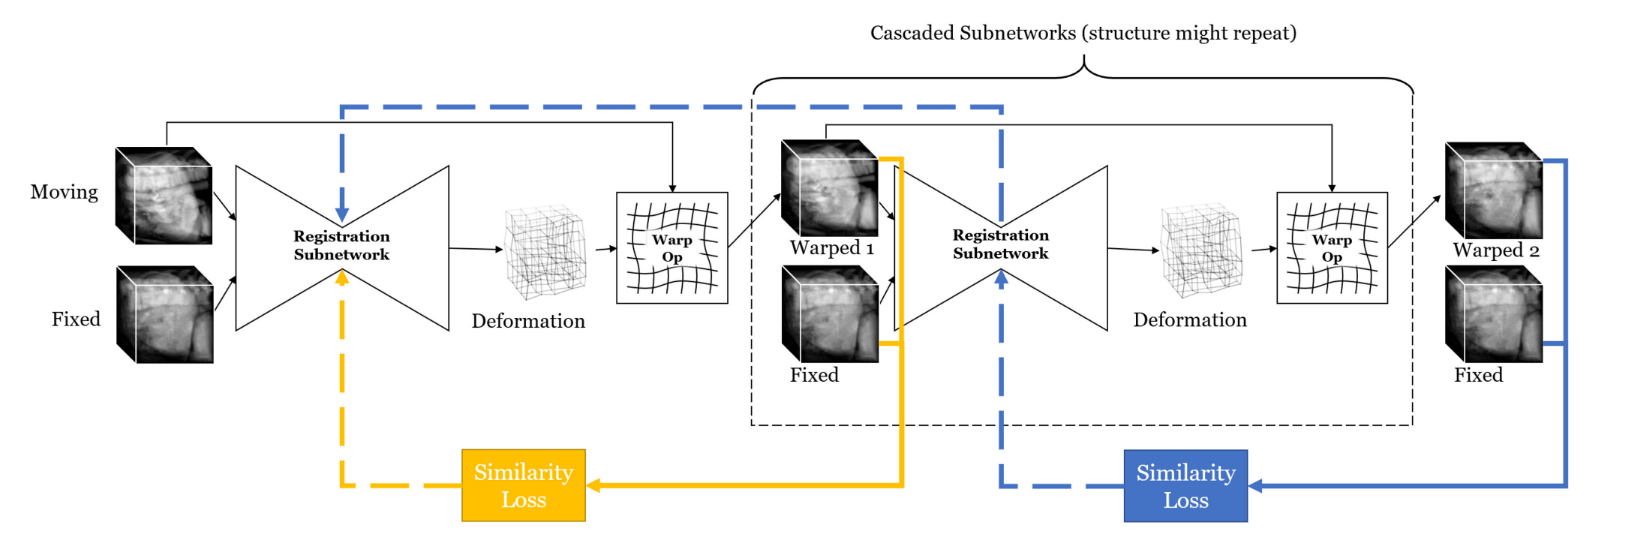 Cascaded Subnetworks (structure might repeat)
Moving
Fixed
Registration
Subnetwork
Deformation
Warp
Op
Warped 1
Fixed
Registration
Subnetwork
Deformation
Warp
Op
Warped 2
Fixed
Similarity
Loss
Similarity
Loss